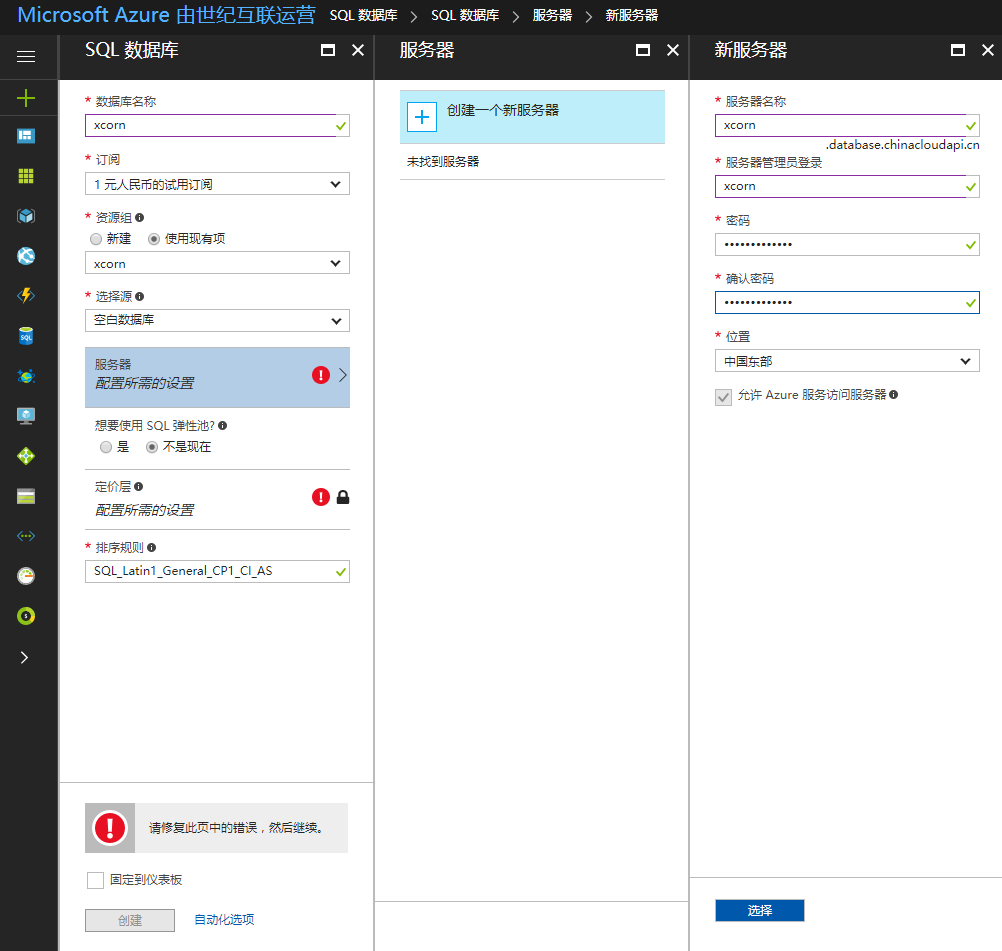 Microsoft Azure 由世纪互联运营 SQL 数据库 > SQL 数据库 > 服务器 > 新服务器
SQL 数据库
* 数据库名称
xcorn
* 订阅
1 元人民币的试用订阅
* 资源组
新建 使用现有项
xcorn
* 选择源
空白数据库
服务器
配置所需的设置
想要使用 SQL 弹性池?
是 不是现在
定价层
配置所需的设置
* 排序规则
SQL_Latin1_General_CP1_CI_AS
请修复此页中的错误，然后继续。
固定到仪表板
创建 自动化选项
服务器
创建一个新服务器
未找到服务器
新服务器
* 服务器名称
xcorn
.database.chinacloudapi.cn
* 服务器管理员登录
xcorn
* 密码
•••••••••••••
* 确认密码
•••••••••••••
* 位置
中国东部
允许 Azure 服务访问服务器
选择